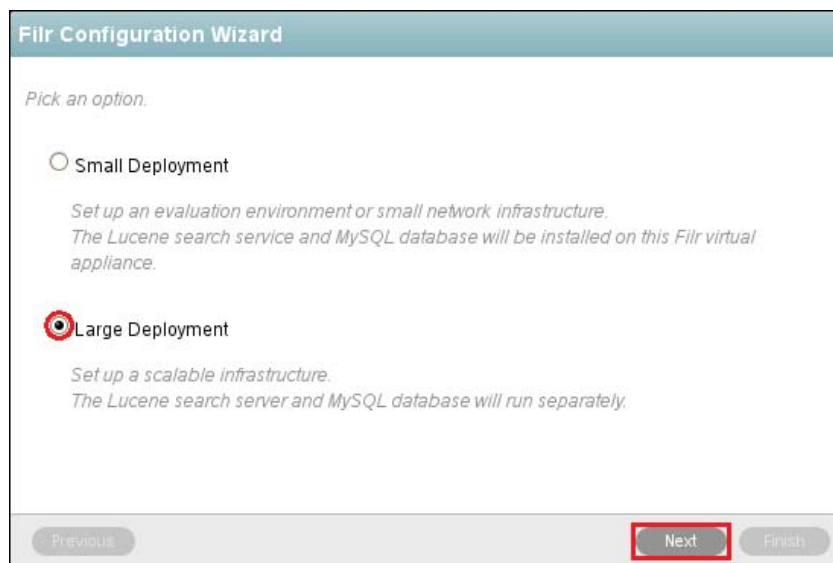 Filr Configuration Wizard
Pick an option.
Small Deployment
Set up an evaluation environment or small network infrastructure.
The Lucene search service and MySQL database will be installed on this Filr virtual
appliance.
Large Deployment
Set up a scalable infrastructure.
The Lucene search server and MySQL database will run separately.
Previous
Next
Finish